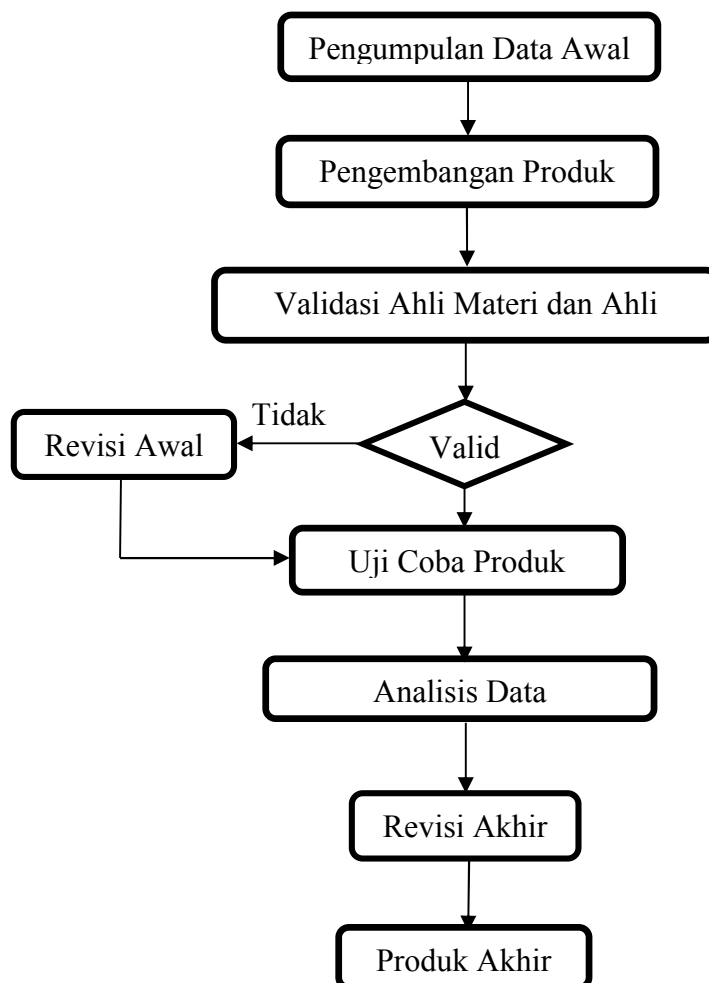 Pengumpulan Data Awal
Pengembangan Produk
Validasi Ahli Materi dan Ahli
Tidak
Revisi Awal
Valid
Uji Coba Produk
Analisis Data
Revisi Akhir
Produk Akhir